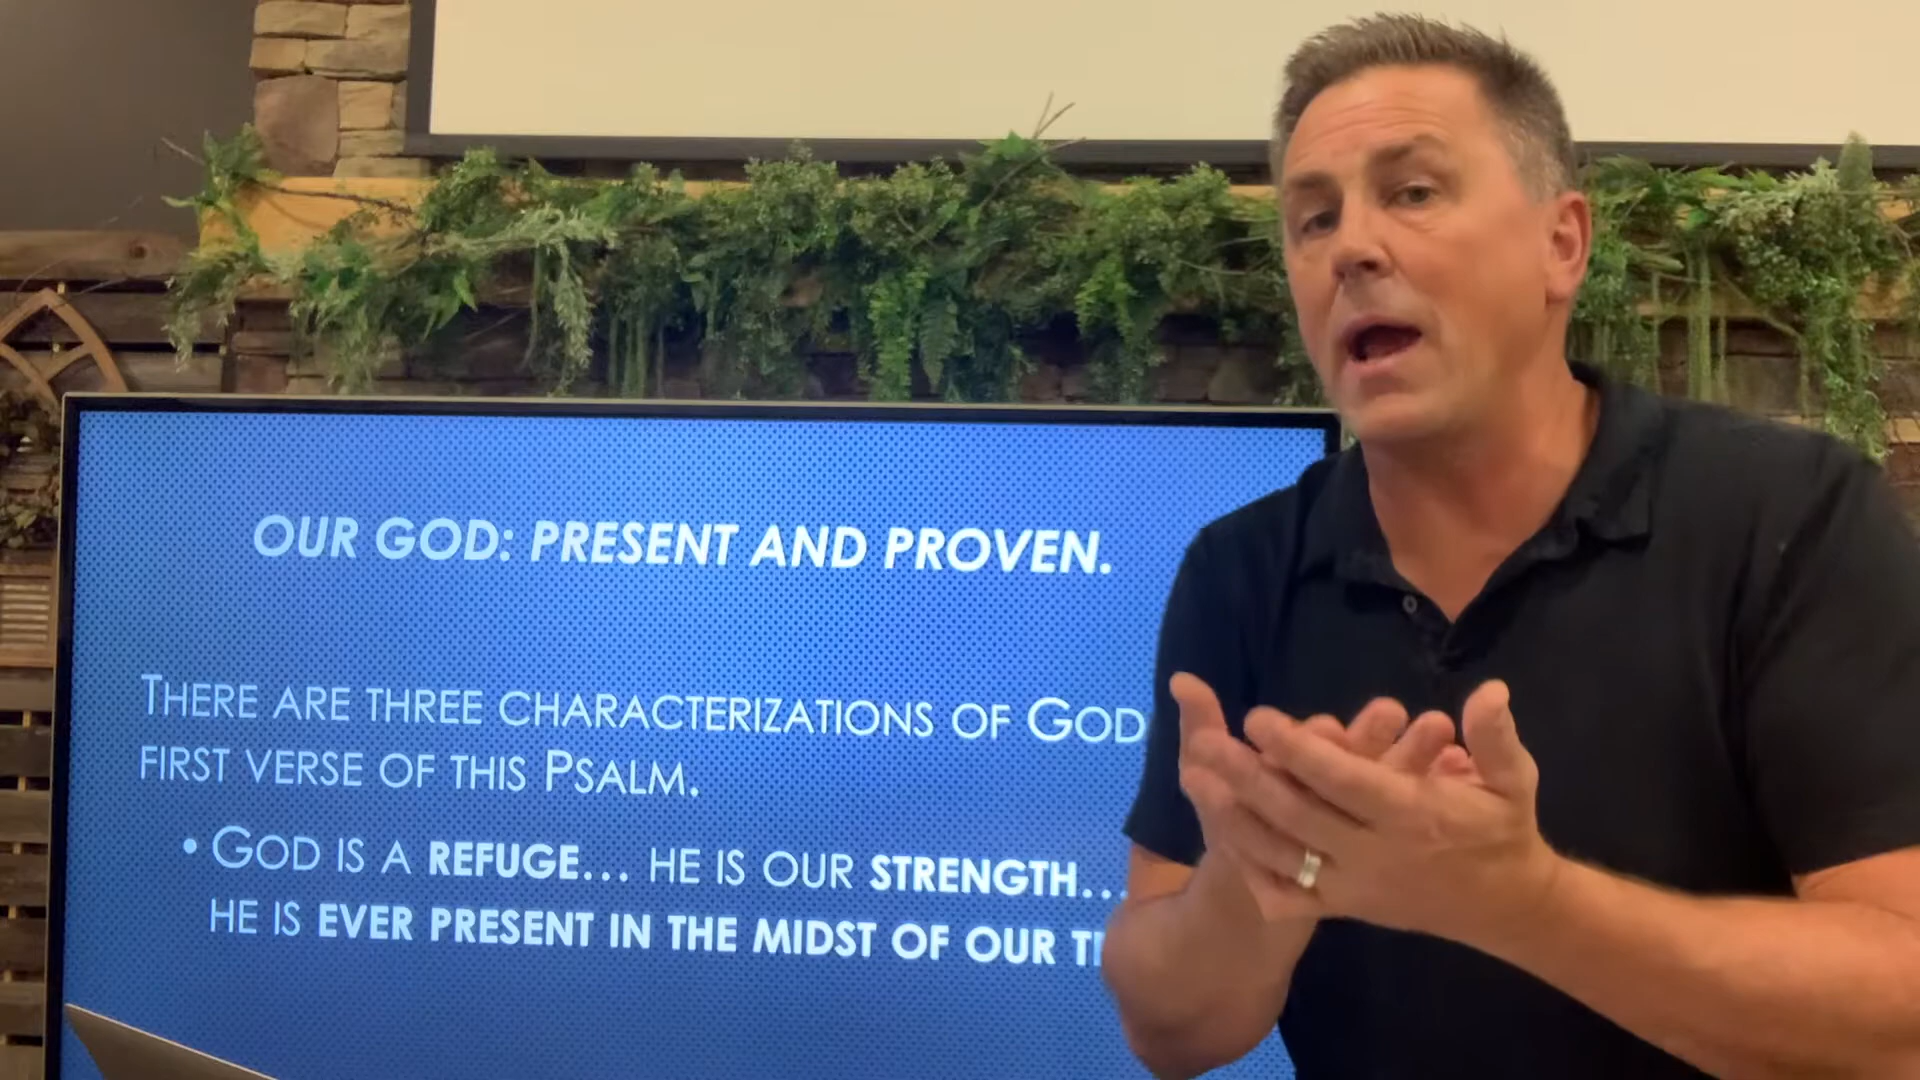 OUR GOD: PRESENT AND PROVEN.
THERE ARE THREE CHARACTERIZATIONS OF GOD
FIRST VERSE OF THIS PSALM.
• GOD IS A REFUGE... HE IS OUR STRENGTH...
HE IS EVER PRESENT IN THE MIDST OF OUR